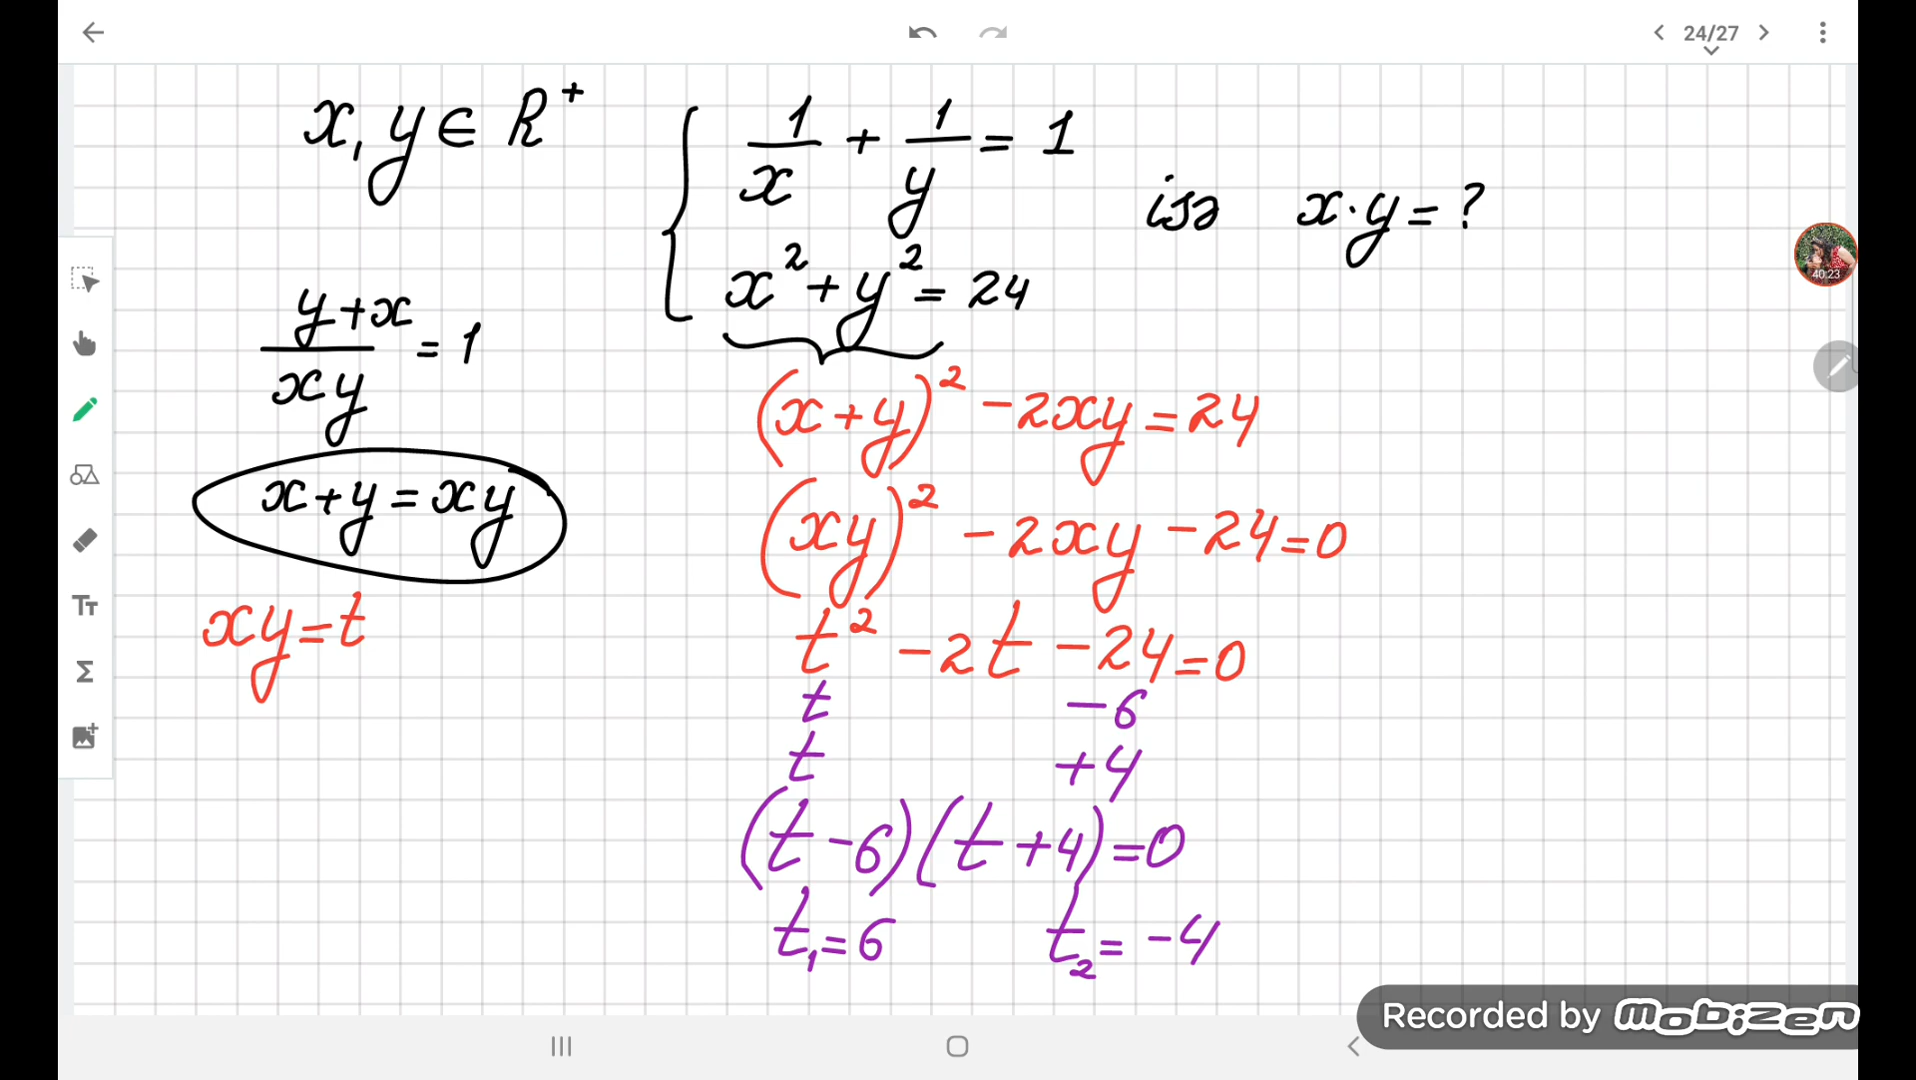 24/27
x, y ∈ R⁺
1/x + 1/y = 1
isə x·y = ?
x² + y² = 24
40:23
(y+x)/(xy) = 1
(x+y)² - 2xy = 24
x+y = xy
(xy)² - 2xy - 24 = 0
xy = t
t² - 2t - 24 = 0
t - 6
t + 4
(t - 6)(t + 4) = 0
t₁ = 6 t₂ = -4
Tт
Σ
Recorded by mobizen